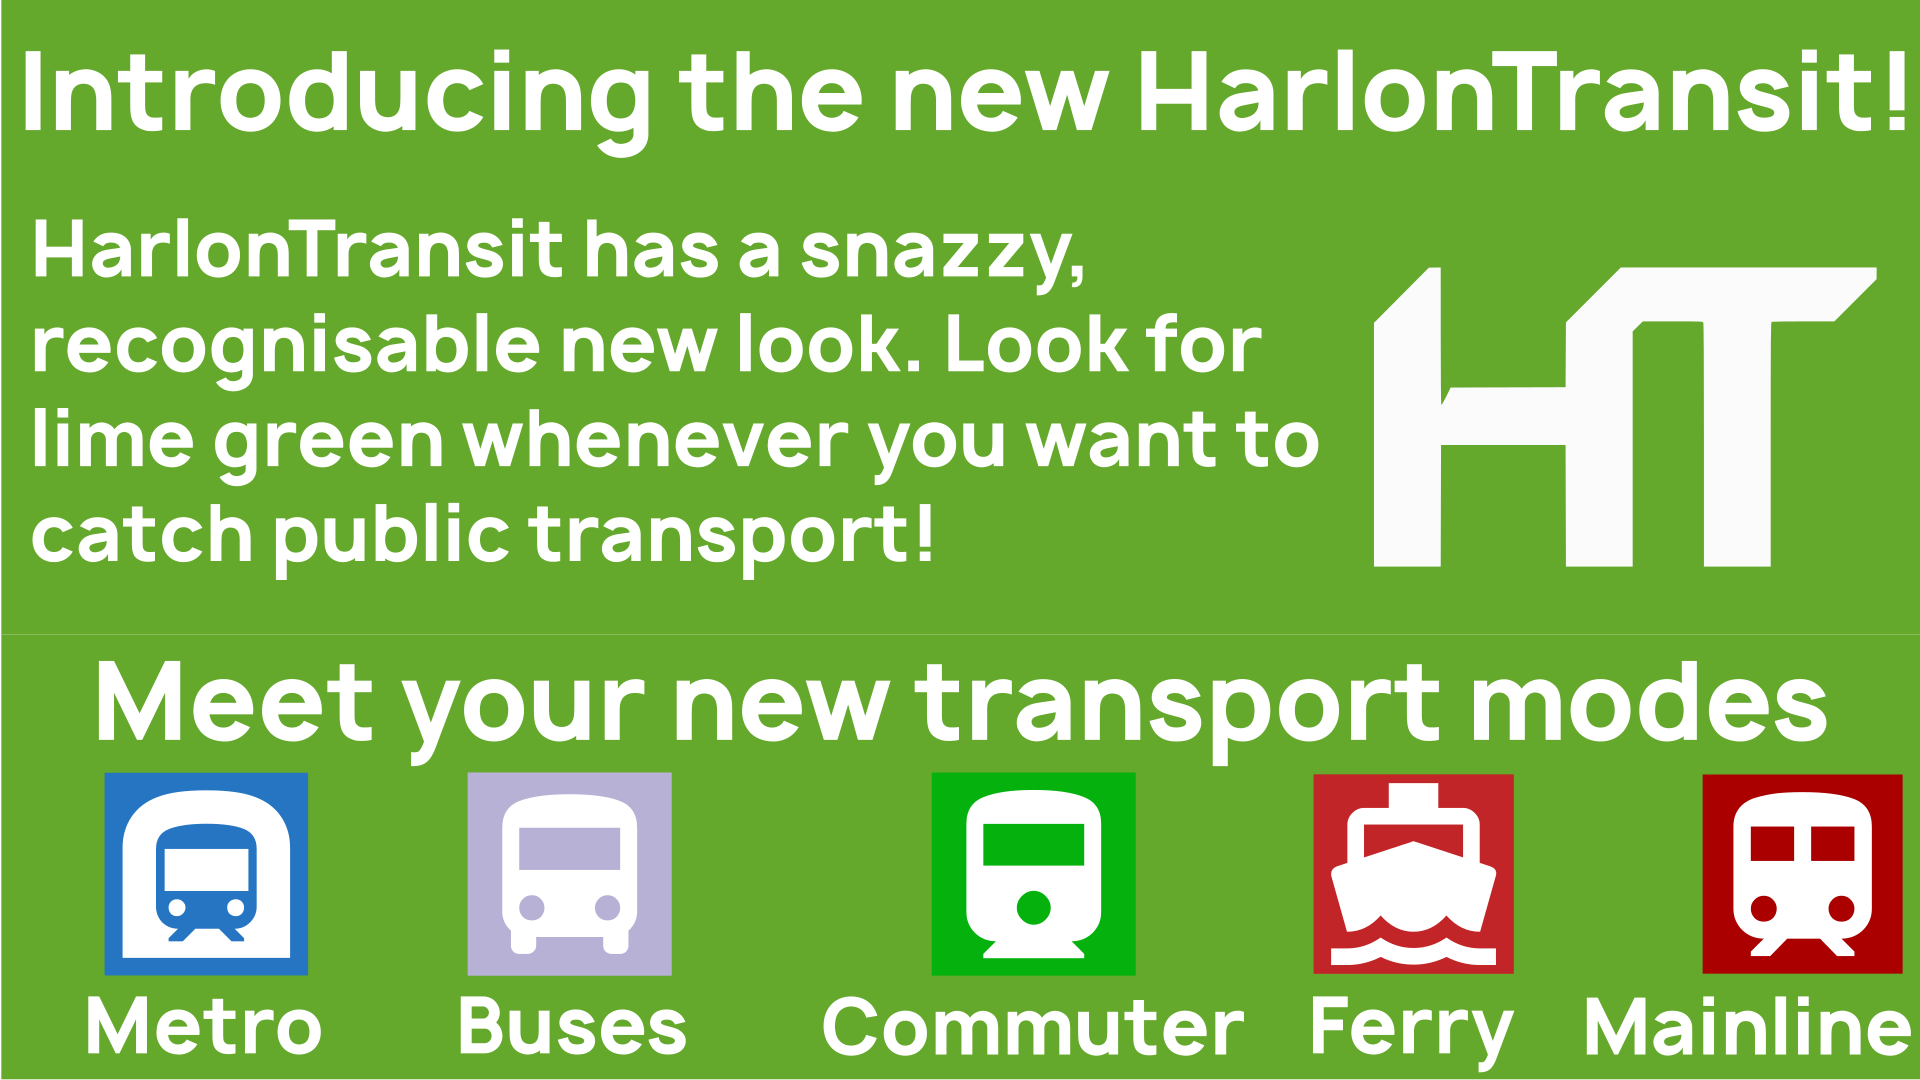 Introducing the new HarlonTransit!
HarlonTransit has a snazzy,
recognisable new look. Look for
lime green whenever you want to
catch public transport!
HT
Meet your new transport modes
Metro
Buses
Commuter
Ferry
Mainline